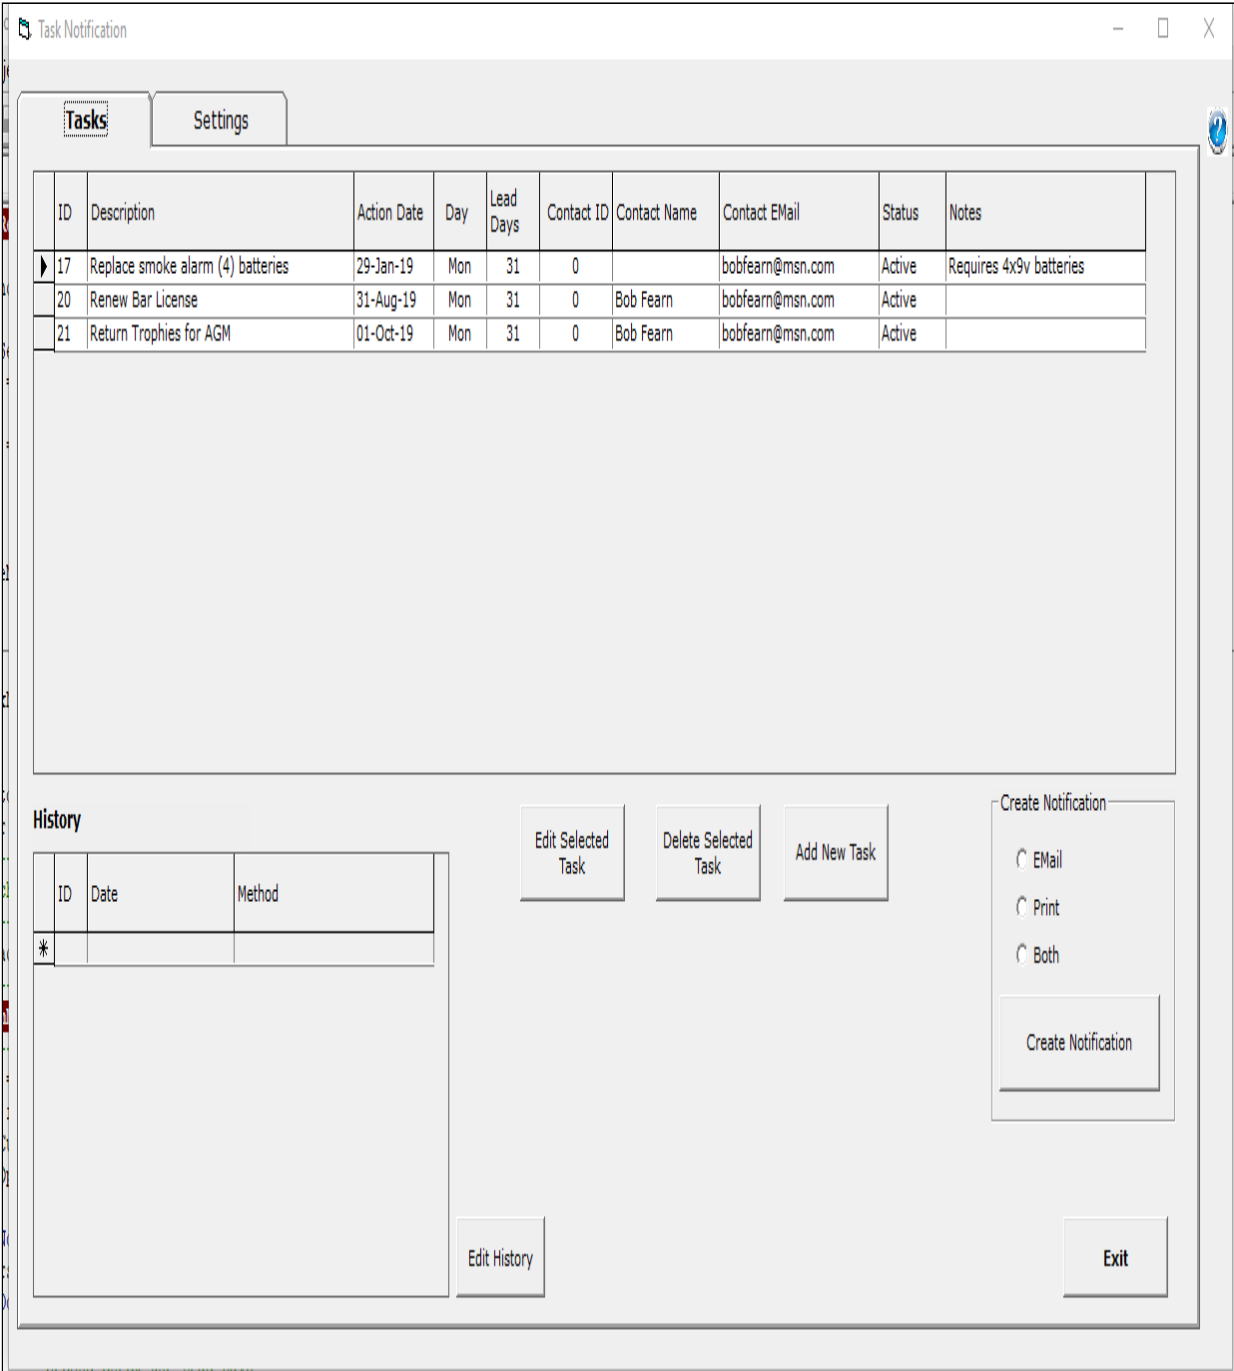 Task Notification
Tasks Settings
ID Description Action Date Day Lead Days Contact ID Contact Name Contact EMail Status Notes
17 Replace smoke alarm (4) batteries 29-Jan-19 Mon 31 0 bobfearn@msn.com Active Requires 4x9v batteries
20 Renew Bar License 31-Aug-19 Mon 31 0 Bob Fearn bobfearn@msn.com Active
21 Return Trophies for AGM 01-Oct-19 Mon 31 0 Bob Fearn bobfearn@msn.com Active
History
ID Date Method
Edit Selected Task
Delete Selected Task
Add New Task
Create Notification
EMail
Print
Both
Create Notification
Edit History
Exit